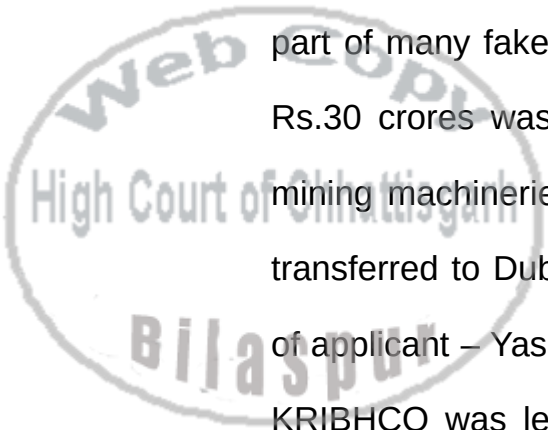 Web Copy
part of many fake
Rs.30 crores was
High Court of Chhattisgarh
mining machinerie
transferred to Dub
Bilaspur
of applicant – Yas
KRIBHCO was le